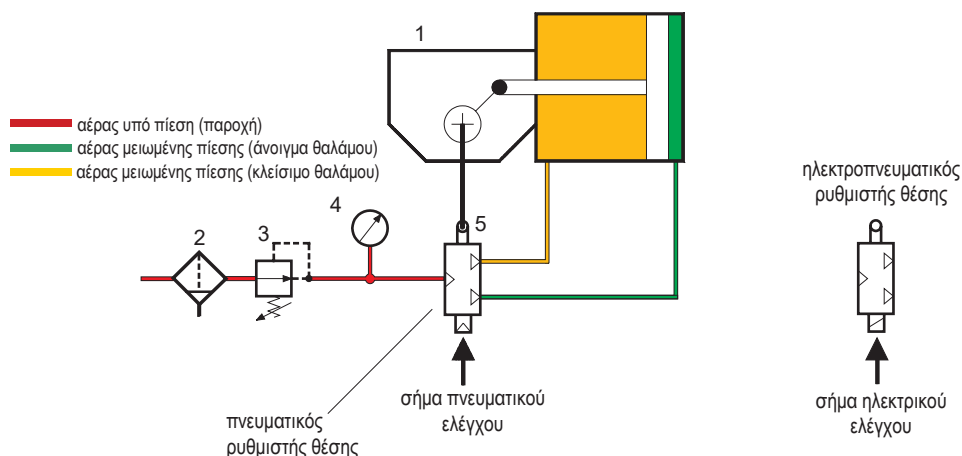 1
αέρας υπό πίεση (παροχή)
αέρας μειωμένης πίεσης (άνοιγμα θαλάμου)
αέρας μειωμένης πίεσης (κλείσιμο θαλάμου)
ηλεκτροπνευματικός
ρυθμιστής θέσης
2
3
4
5
σήμα πνευματικού
ελέγχου
πνευματικός
ρυθμιστής θέσης
σήμα ηλεκτρικού
ελέγχου